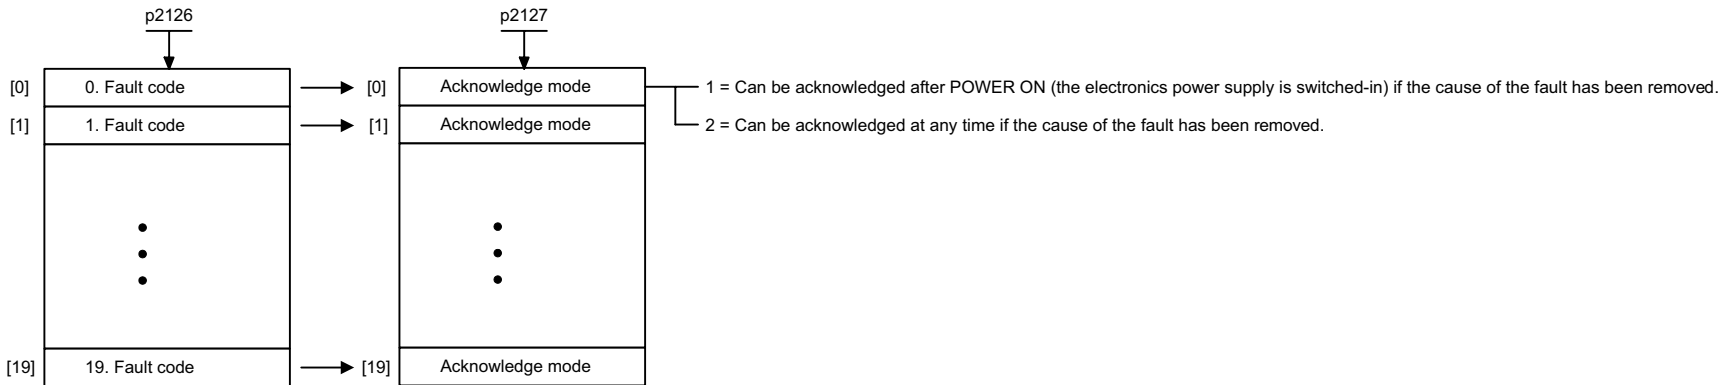 p2126 p2127
[0] 0. Fault code [0] Acknowledge mode 1 = Can be acknowledged after POWER ON (the electronics power supply is switched-in) if the cause of the fault has been removed.
[1] 1. Fault code [1] Acknowledge mode 2 = Can be acknowledged at any time if the cause of the fault has been removed.
[19] 19. Fault code [19] Acknowledge mode